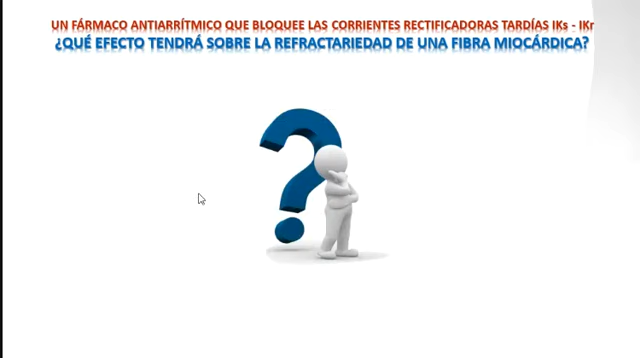 UN FÁRMACO ANTIARRÍTMICO QUE BLOQUEE LAS CORRIENTES RECTIFICADORAS TARDÍAS IKs - IKr
¿QUÉ EFECTO TENDRÁ SOBRE LA REFRACTARIEDAD DE UNA FIBRA MIOCÁRDICA?